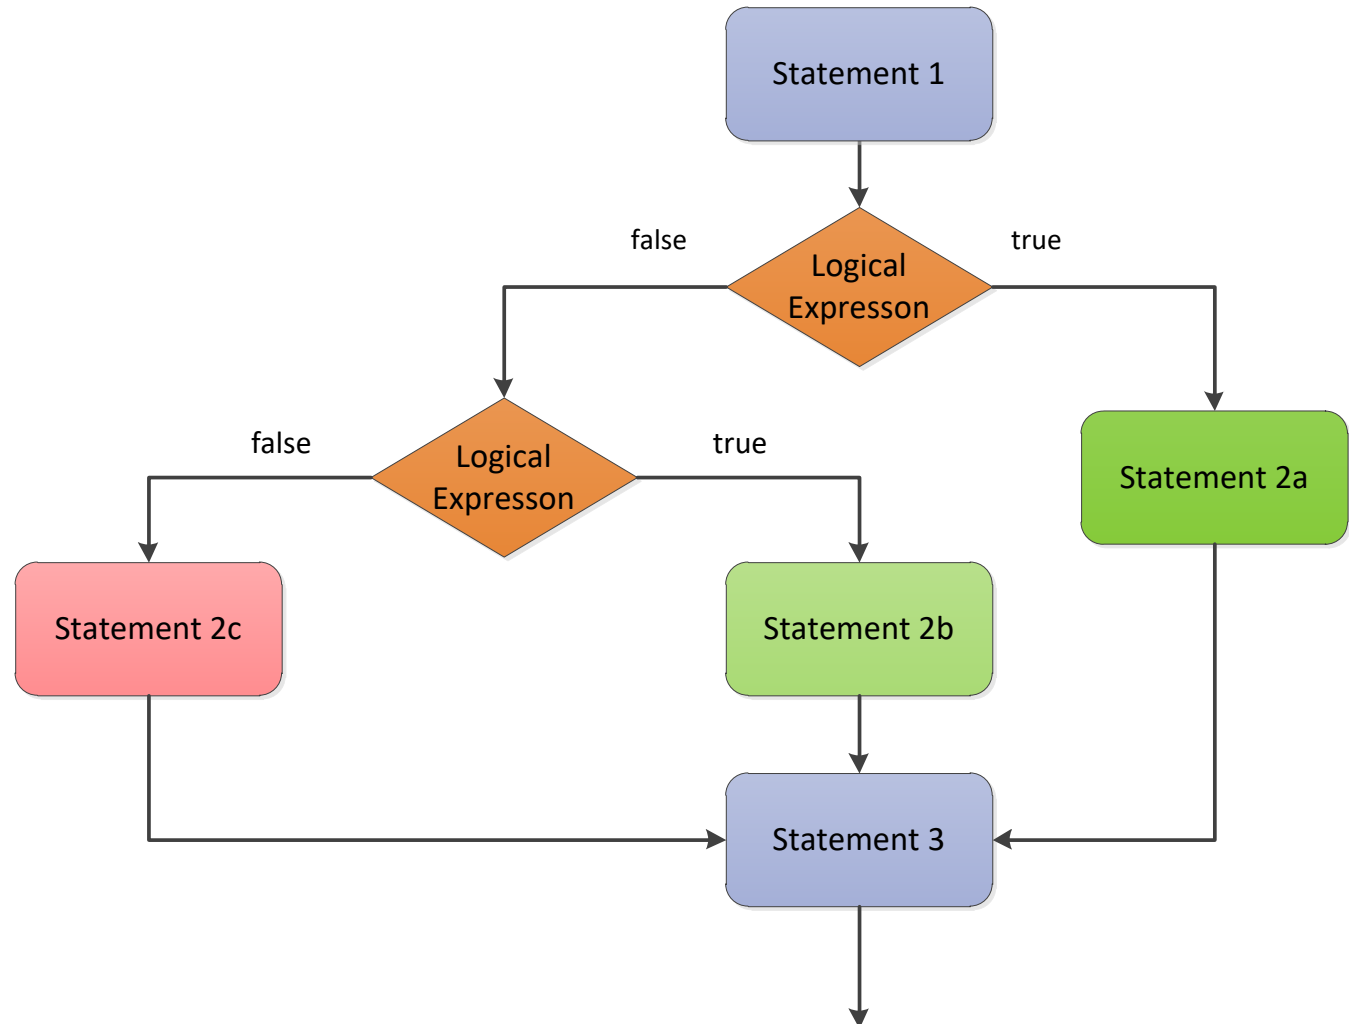 Statement 1
false
true
Logical
Expresson
false
true
Logical
Expresson
Statement 2a
Statement 2c
Statement 2b
Statement 3